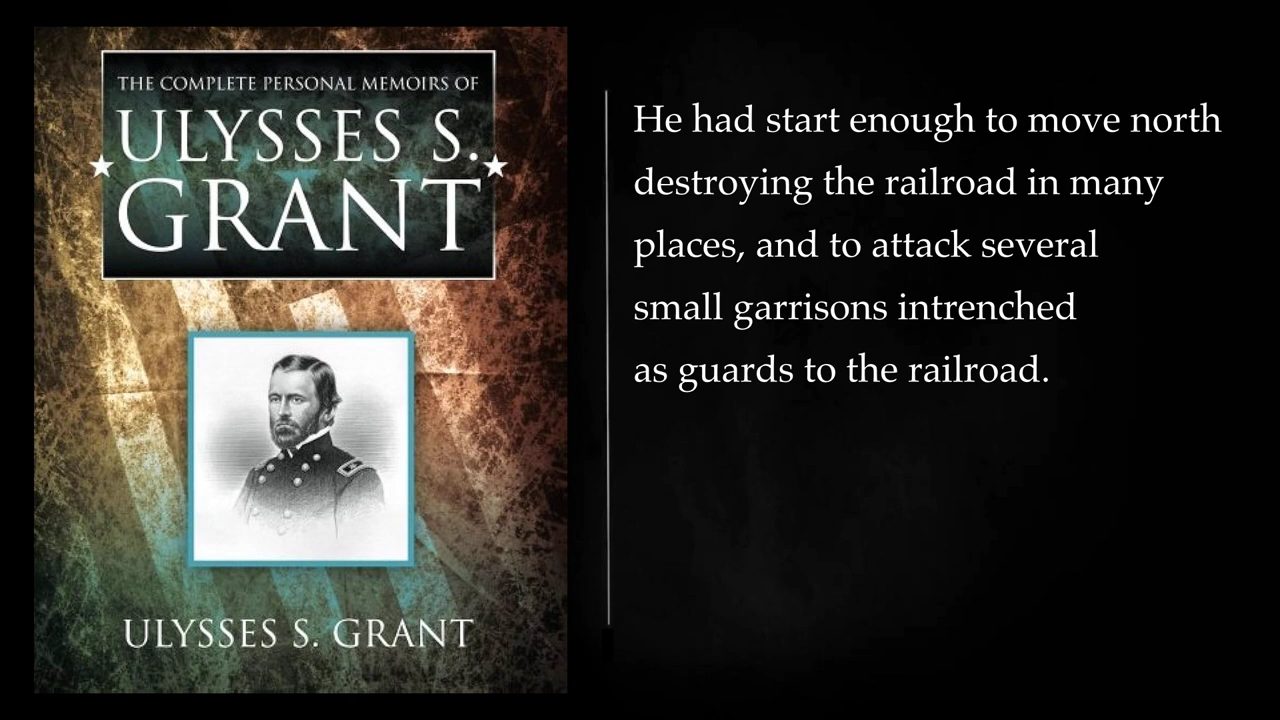 THE COMPLETE PERSONAL MEMOIRS OF
ULYSSES S.
GRANT
ULYSSES S. GRANT
He had start enough to move north
destroying the railroad in many
places, and to attack several
small garrisons intrenched
as guards to the railroad.